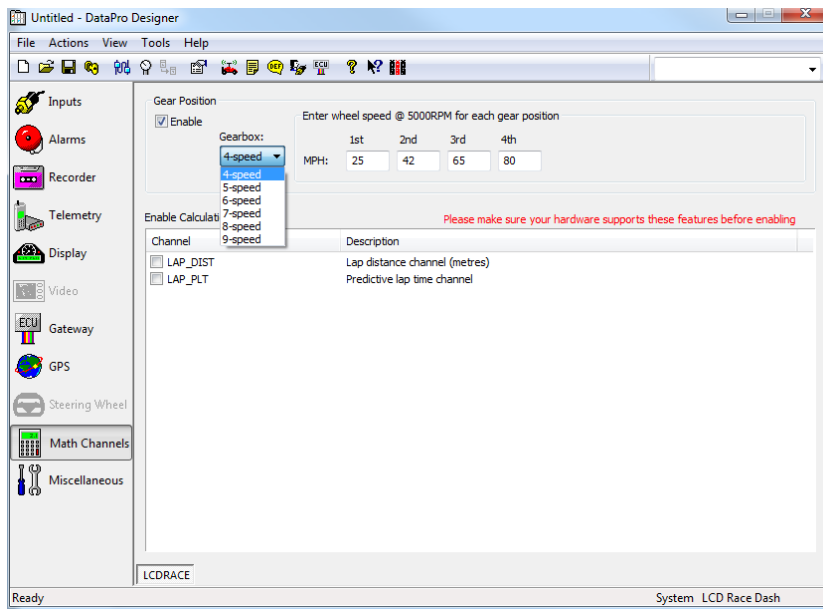 Untitled - DataPro Designer
File Actions View Tools Help
DEF ECU
Inputs
Alarms
Recorder
Telemetry
Display
Video
ECU
Gateway
GPS
Steering Wheel
Math Channels
Miscellaneous
Gear Position
Enable
Gearbox:
4-speed
4-speed
5-speed
6-speed
7-speed
8-speed
9-speed
Enter wheel speed @ 5000RPM for each gear position
1st 2nd 3rd 4th
MPH: 25 42 65 80
Please make sure your hardware supports these features before enabling
Channel Description
LAP_DIST Lap distance channel (metres)
LAP_PLT Predictive lap time channel
LCDRACE
Ready System LCD Race Dash